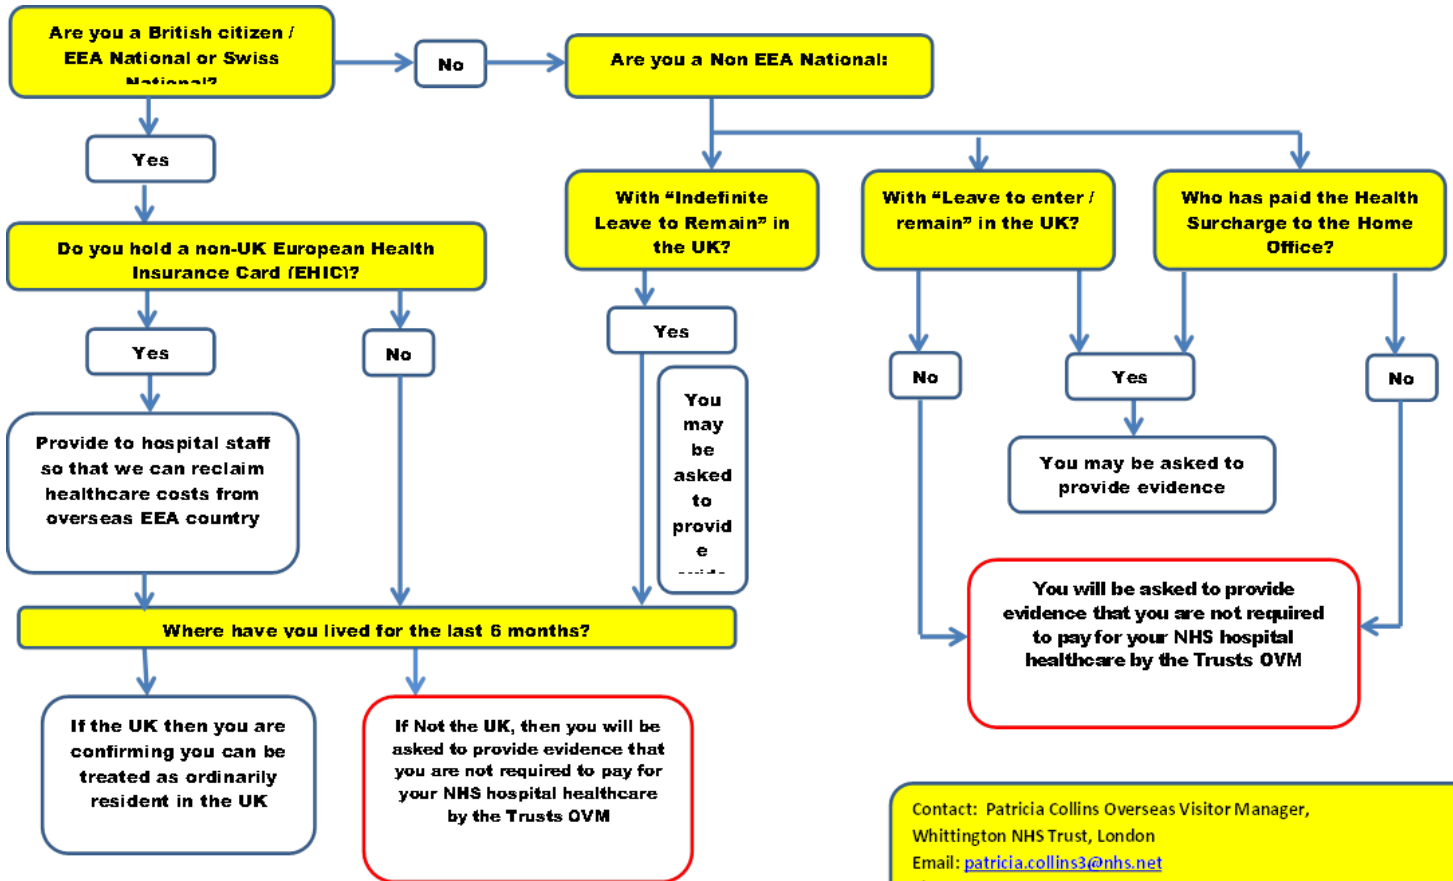 Are you a British citizen /
EEA National or Swiss
National?
No
Are you a Non EEA National:
Yes
With “Indefinite
Leave to Remain” in
the UK?
With “Leave to enter /
remain” in the UK?
Who has paid the Health
Surcharge to the Home
Office?
Do you hold a non-UK European Health
Insurance Card (EHIC)?
Yes
No
Yes
No
Yes
No
You
may
be
asked
to
provid
e
Provide to hospital staff
so that we can reclaim
healthcare costs from
overseas EEA country
You may be asked to
provide evidence
You will be asked to provide
evidence that you are not required
to pay for your NHS hospital
healthcare by the Trusts OVM
Where have you lived for the last 6 months?
If the UK then you are
confirming you can be
treated as ordinarily
resident in the UK
If Not the UK, then you will be
asked to provide evidence that
you are not required to pay for
your NHS hospital healthcare
by the Trusts OVM
Contact: Patricia Collins Overseas Visitor Manager,
Whittington NHS Trust, London
Email: patricia.collins3@nhs.net